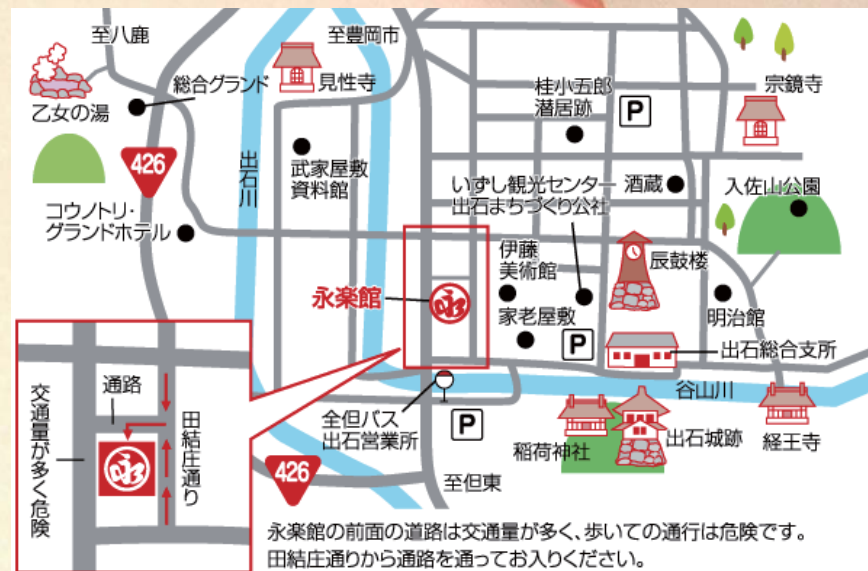 至八鹿
至豊岡市
総合グランド
見性寺
乙女の湯
426
出石川
武家屋敷
資料館
桂小五郎
潜居跡
P
宗鏡寺
いずし観光センター
出石まちづくり公社
酒蔵
入佐山公園
コウノトリ・
グランドホテル
伊藤
美術館
辰鼓楼
永楽館
永
家老屋敷
P
明治館
出石総合支所
通路
交通量が多く危険
田結庄通り
永
全但バス
出石営業所
P
谷山川
稲荷神社
出石城跡
経王寺
426
至但東
永楽館の前面の道路は交通量が多く、歩いての通行は危険です。
田結庄通りから通路を通ってお入りください。